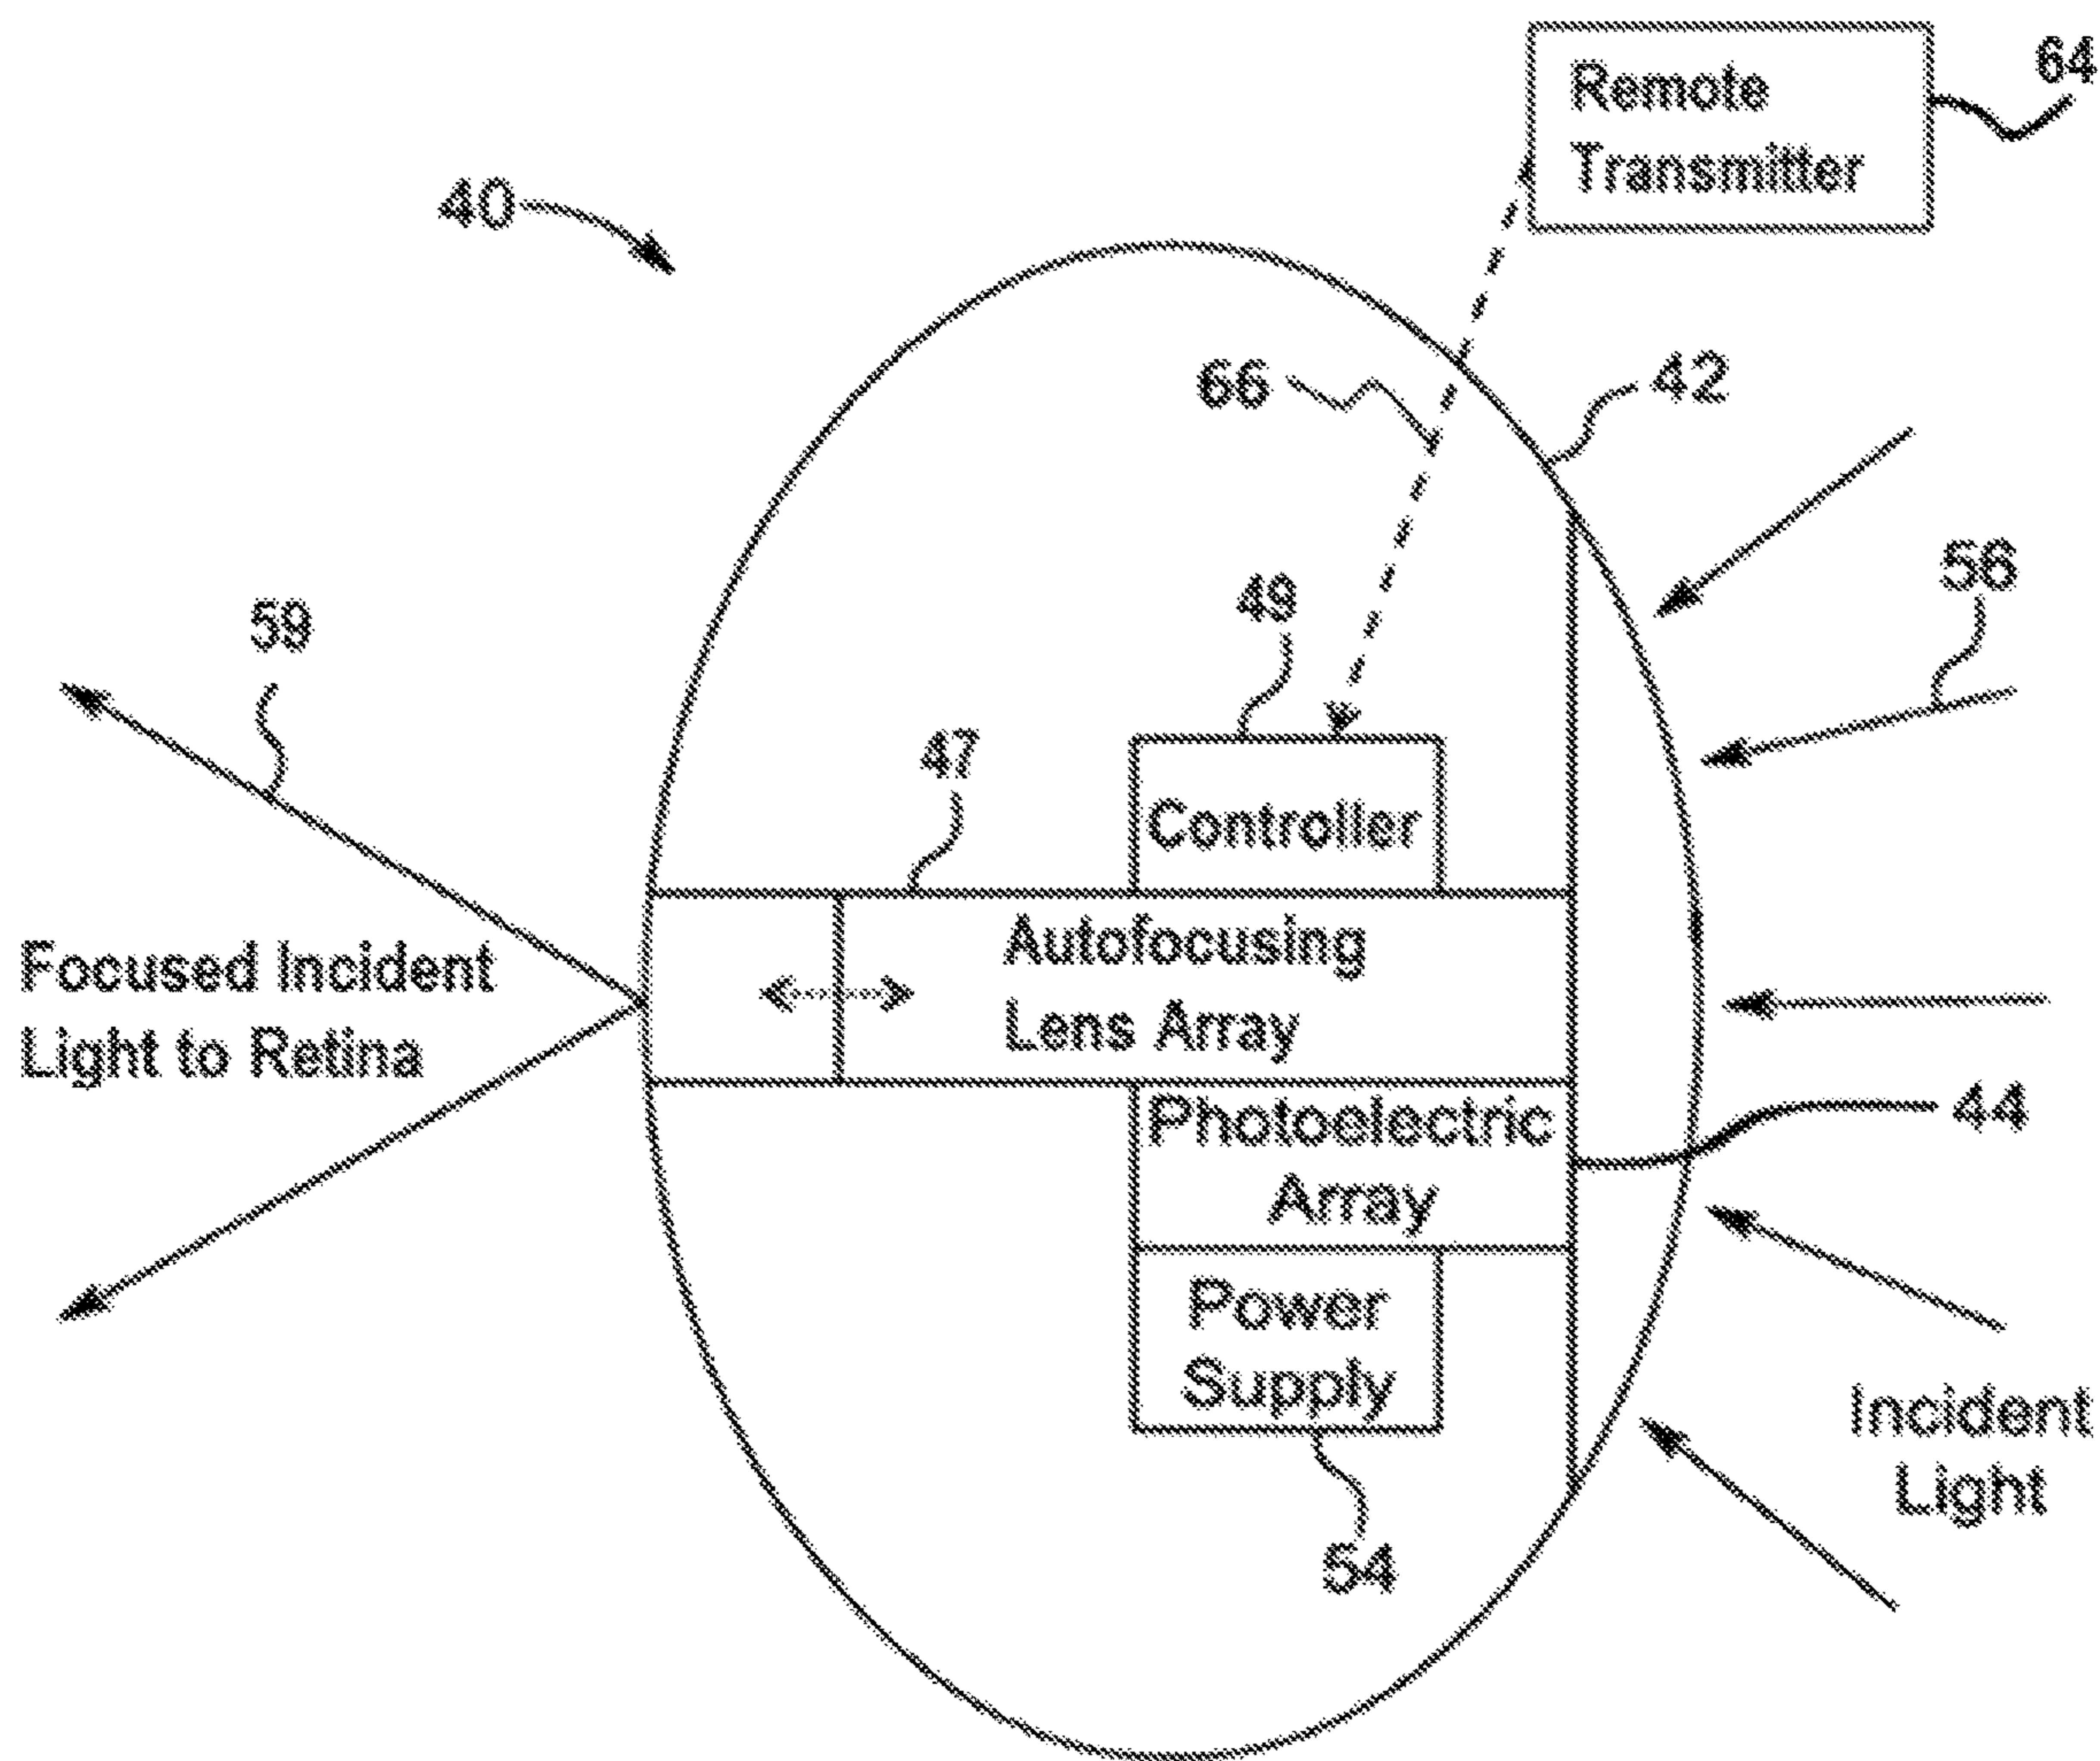 Remote
Transmitter
64
40
66
42
56
49
59
47
Controller
Autofocusing
Lens Array
Focused Incident
Light to Retina
44
Photoelectric
Array
Power
Supply
Incident
Light
54